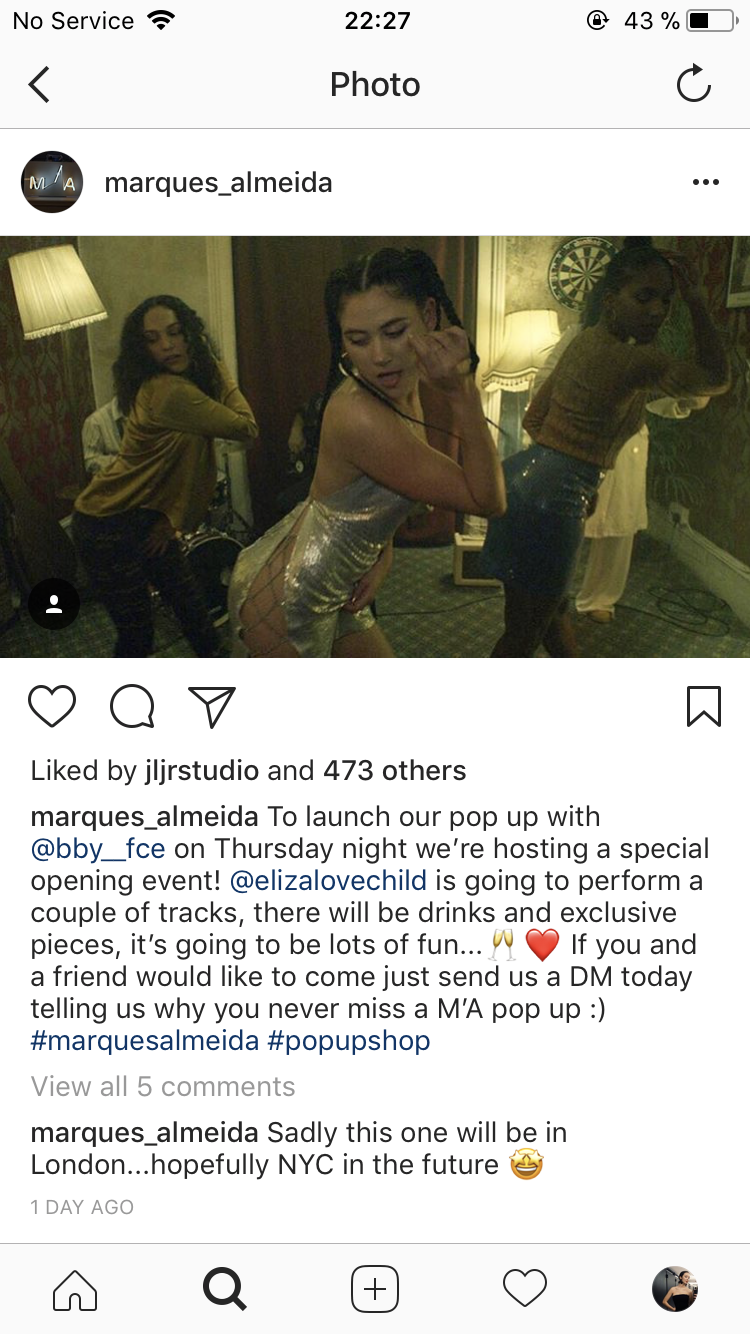 No Service 22:27 43 %
Photo
M'A
marques_almeida
Liked by jljrstudio and 473 others
marques_almeida To launch our pop up with
@bby__fce on Thursday night we’re hosting a special
opening event! @elizalovechild is going to perform a
couple of tracks, there will be drinks and exclusive
pieces, it’s going to be lots of fun...🥂 ❤️ If you and
a friend would like to come just send us a DM today
telling us why you never miss a M’A pop up :)
#marquesalmeida #popupshop
View all 5 comments
marques_almeida Sadly this one will be in
London...hopefully NYC in the future 🤩
1 DAY AGO